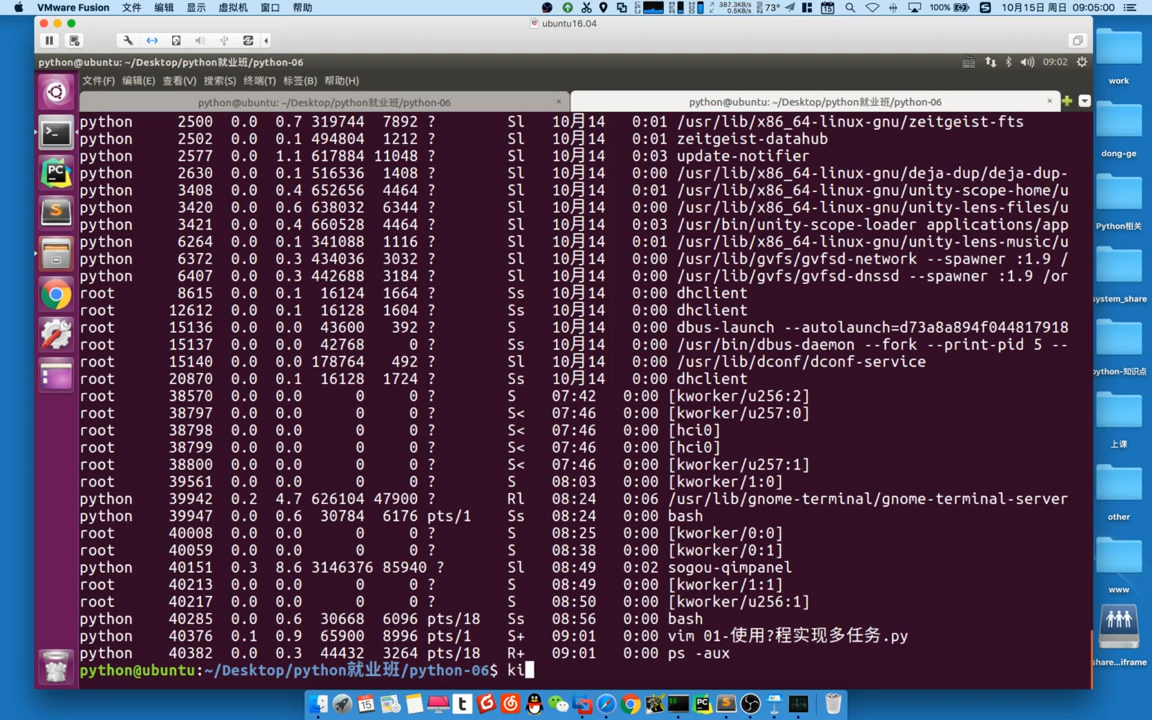 VMware Fusion 文件 编辑 显示 虚拟机 窗口 帮助 387.3KB/s 0.5KB/s 73° 100% 10月15日 周日 09:05:00
ubuntu16.04
python@ubuntu: ~/Desktop/python就业班/python-06 09:02
文件(F) 编辑(E) 查看(V) 搜索(S) 终端(T) 标签(B) 帮助(H)
python@ubuntu: ~/Desktop/python就业班/python-06 × python@ubuntu: ~/Desktop/python就业班/python-06 ×
python 2500 0.0 0.7 319744 7892 ? Sl 10月14 0:01 /usr/lib/x86_64-linux-gnu/zeitgeist-fts
python 2502 0.0 0.1 494804 1212 ? Sl 10月14 0:01 zeitgeist-datahub
python 2577 0.0 1.1 617884 11048 ? Sl 10月14 0:03 update-notifier
python 2630 0.0 0.1 516536 1408 ? Sl 10月14 0:00 /usr/lib/x86_64-linux-gnu/deja-dup/deja-dup-
python 3408 0.0 0.4 652656 4464 ? Sl 10月14 0:01 /usr/lib/x86_64-linux-gnu/unity-scope-home/u
python 3420 0.0 0.6 638032 6344 ? Sl 10月14 0:00 /usr/lib/x86_64-linux-gnu/unity-lens-files/u
python 3421 0.0 0.4 660528 4464 ? Sl 10月14 0:00 /usr/bin/unity-scope-loader applications/app
python 6264 0.0 0.1 341088 1116 ? Sl 10月14 0:01 /usr/lib/x86_64-linux-gnu/unity-lens-music/u
python 6372 0.0 0.3 434036 3032 ? Sl 10月14 0:00 /usr/lib/gvfs/gvfsd-network --spawner :1.9 /
python 6407 0.0 0.3 442688 3184 ? Sl 10月14 0:00 /usr/lib/gvfs/gvfsd-dnssd --spawner :1.9 /or
root 8615 0.0 0.1 16124 1664 ? Ss 10月14 0:00 dhclient
root 12612 0.0 0.1 16128 1604 ? Ss 10月14 0:00 dhclient
root 15136 0.0 0.0 43600 392 ? S 10月14 0:00 dbus-launch --autolaunch=d73a8a894f044817918
root 15137 0.0 0.0 42768 0 ? Ss 10月14 0:00 /usr/bin/dbus-daemon --fork --print-pid 5 --
root 15140 0.0 0.0 178764 492 ? Sl 10月14 0:00 /usr/lib/dconf/dconf-service
root 20870 0.0 0.1 16128 1724 ? Ss 10月14 0:00 dhclient
root 38570 0.0 0.0 0 0 ? S 07:42 0:00 [kworker/u256:2]
root 38797 0.0 0.0 0 0 ? S< 07:46 0:00 [kworker/u257:0]
root 38798 0.0 0.0 0 0 ? S< 07:46 0:00 [hci0]
root 38799 0.0 0.0 0 0 ? S< 07:46 0:00 [hci0]
root 38800 0.0 0.0 0 0 ? S< 07:46 0:00 [kworker/u257:1]
root 39561 0.0 0.0 0 0 ? S 08:03 0:00 [kworker/1:0]
python 39942 0.2 4.7 626104 47900 ? Rl 08:24 0:06 /usr/lib/gnome-terminal/gnome-terminal-server
python 39947 0.0 0.6 30784 6176 pts/1 Ss 08:24 0:00 bash
root 40008 0.0 0.0 0 0 ? S 08:25 0:00 [kworker/0:0]
root 40059 0.0 0.0 0 0 ? S 08:38 0:00 [kworker/0:1]
python 40151 0.3 8.6 3146376 85940 ? Sl 08:49 0:02 sogou-qimpanel
root 40213 0.0 0.0 0 0 ? S 08:49 0:00 [kworker/1:1]
root 40217 0.0 0.0 0 0 ? S 08:50 0:00 [kworker/u256:1]
python 40285 0.0 0.6 30668 6096 pts/18 Ss 08:56 0:00 bash
python 40376 0.1 0.9 65900 8996 pts/1 S+ 09:01 0:00 vim 01-使用?程实现多任务.py
python 40382 0.0 0.3 44432 3264 pts/18 R+ 09:01 0:00 ps -aux
python@ubuntu:~/Desktop/python就业班/python-06$ ki
work
dong-ge
Python相关
system_share
python-知识点
上课
other
www
share...iframe